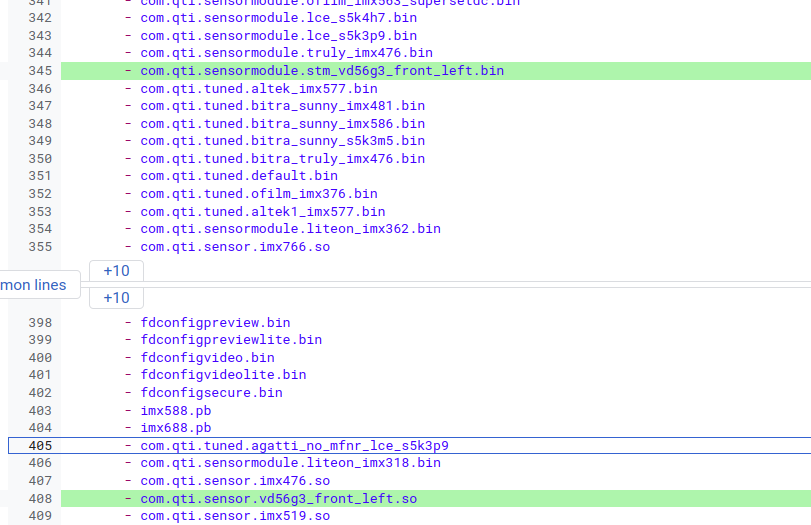 341 - com.qti.sensormodule.ofilm_imx563_supersetdc.bin
342 - com.qti.sensormodule.lce_s5k4h7.bin
343 - com.qti.sensormodule.lce_s5k3p9.bin
344 - com.qti.sensormodule.truly_imx476.bin
345 - com.qti.sensormodule.stm_vd56g3_front_left.bin
346 - com.qti.tuned.altek_imx577.bin
347 - com.qti.tuned.bitra_sunny_imx481.bin
348 - com.qti.tuned.bitra_sunny_imx586.bin
349 - com.qti.tuned.bitra_sunny_s5k3m5.bin
350 - com.qti.tuned.bitra_truly_imx476.bin
351 - com.qti.tuned.default.bin
352 - com.qti.tuned.ofilm_imx376.bin
353 - com.qti.tuned.altek1_imx577.bin
354 - com.qti.sensormodule.liteon_imx362.bin
355 - com.qti.sensor.imx766.so
+10
mon lines
+10
398 - fdconfigpreview.bin
399 - fdconfigpreviewlite.bin
400 - fdconfigvideo.bin
401 - fdconfigvideolite.bin
402 - fdconfigsecure.bin
403 - imx588.pb
404 - imx688.pb
405 - com.qti.tuned.agatti_no_mfnr_lce_s5k3p9
406 - com.qti.sensormodule.liteon_imx318.bin
407 - com.qti.sensor.imx476.so
408 - com.qti.sensor.vd56g3_front_left.so
409 - com.qti.sensor.imx519.so